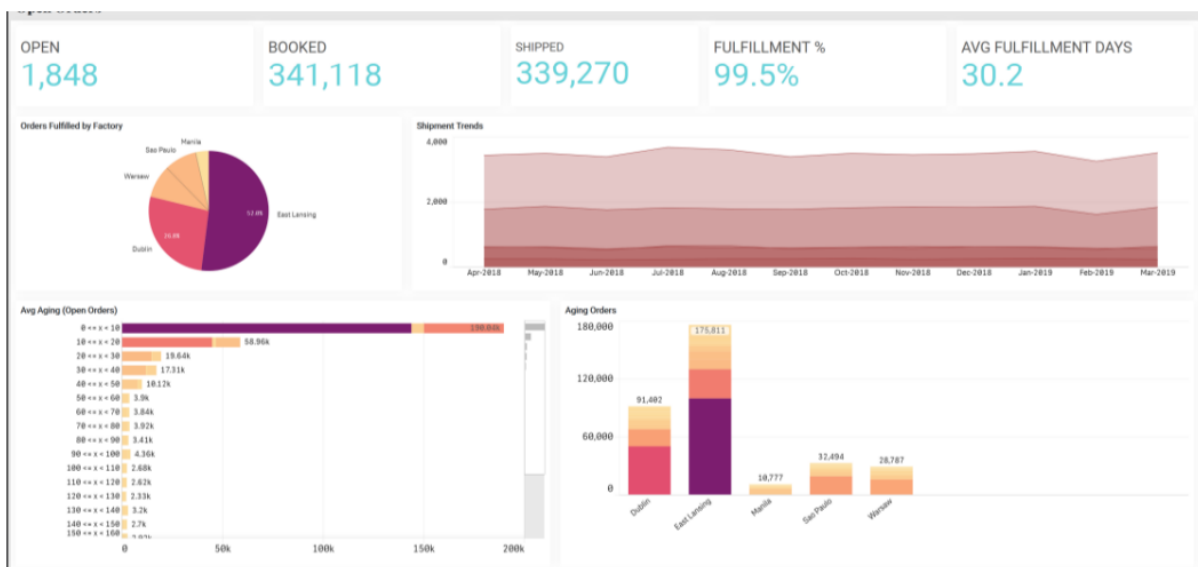 OPEN
1,848
BOOKED
341,118
SHIPPED
339,270
FULFILLMENT %
99.5%
AVG FULFILLMENT DAYS
30.2
Orders Fulfilled by Factory
Manila
Sao Paulo
Warsaw
East Lansing
Dublin
Shipment Trends
4,000
2,000
0
Apr-2018 May-2018 Jun-2018 Jul-2018 Aug-2018 Sep-2018 Oct-2018 Nov-2018 Dec-2018 Jan-2019 Feb-2019 Mar-2019
Avg Aging (Open Orders)
0 <= x < 10
10 <= x < 20 58.96k
20 <= x < 30 19.64k
30 <= x < 40 17.31k
40 <= x < 50 10.12k
50 <= x < 60 3.9k
60 <= x < 70 3.84k
70 <= x < 80 3.92k
80 <= x < 90 3.41k
90 <= x < 100 4.36k
100 <= x < 110 2.68k
110 <= x < 120 2.62k
120 <= x < 130 2.33k
130 <= x < 140 3.2k
140 <= x < 150 2.7k
150 <= x < 160
0 50k 100k 150k 200k
Aging Orders
180,000
120,000
60,000
0
91,402
175,811
10,777
32,494
28,787
Dublin East Lansing Manila Sao Paulo Warsaw